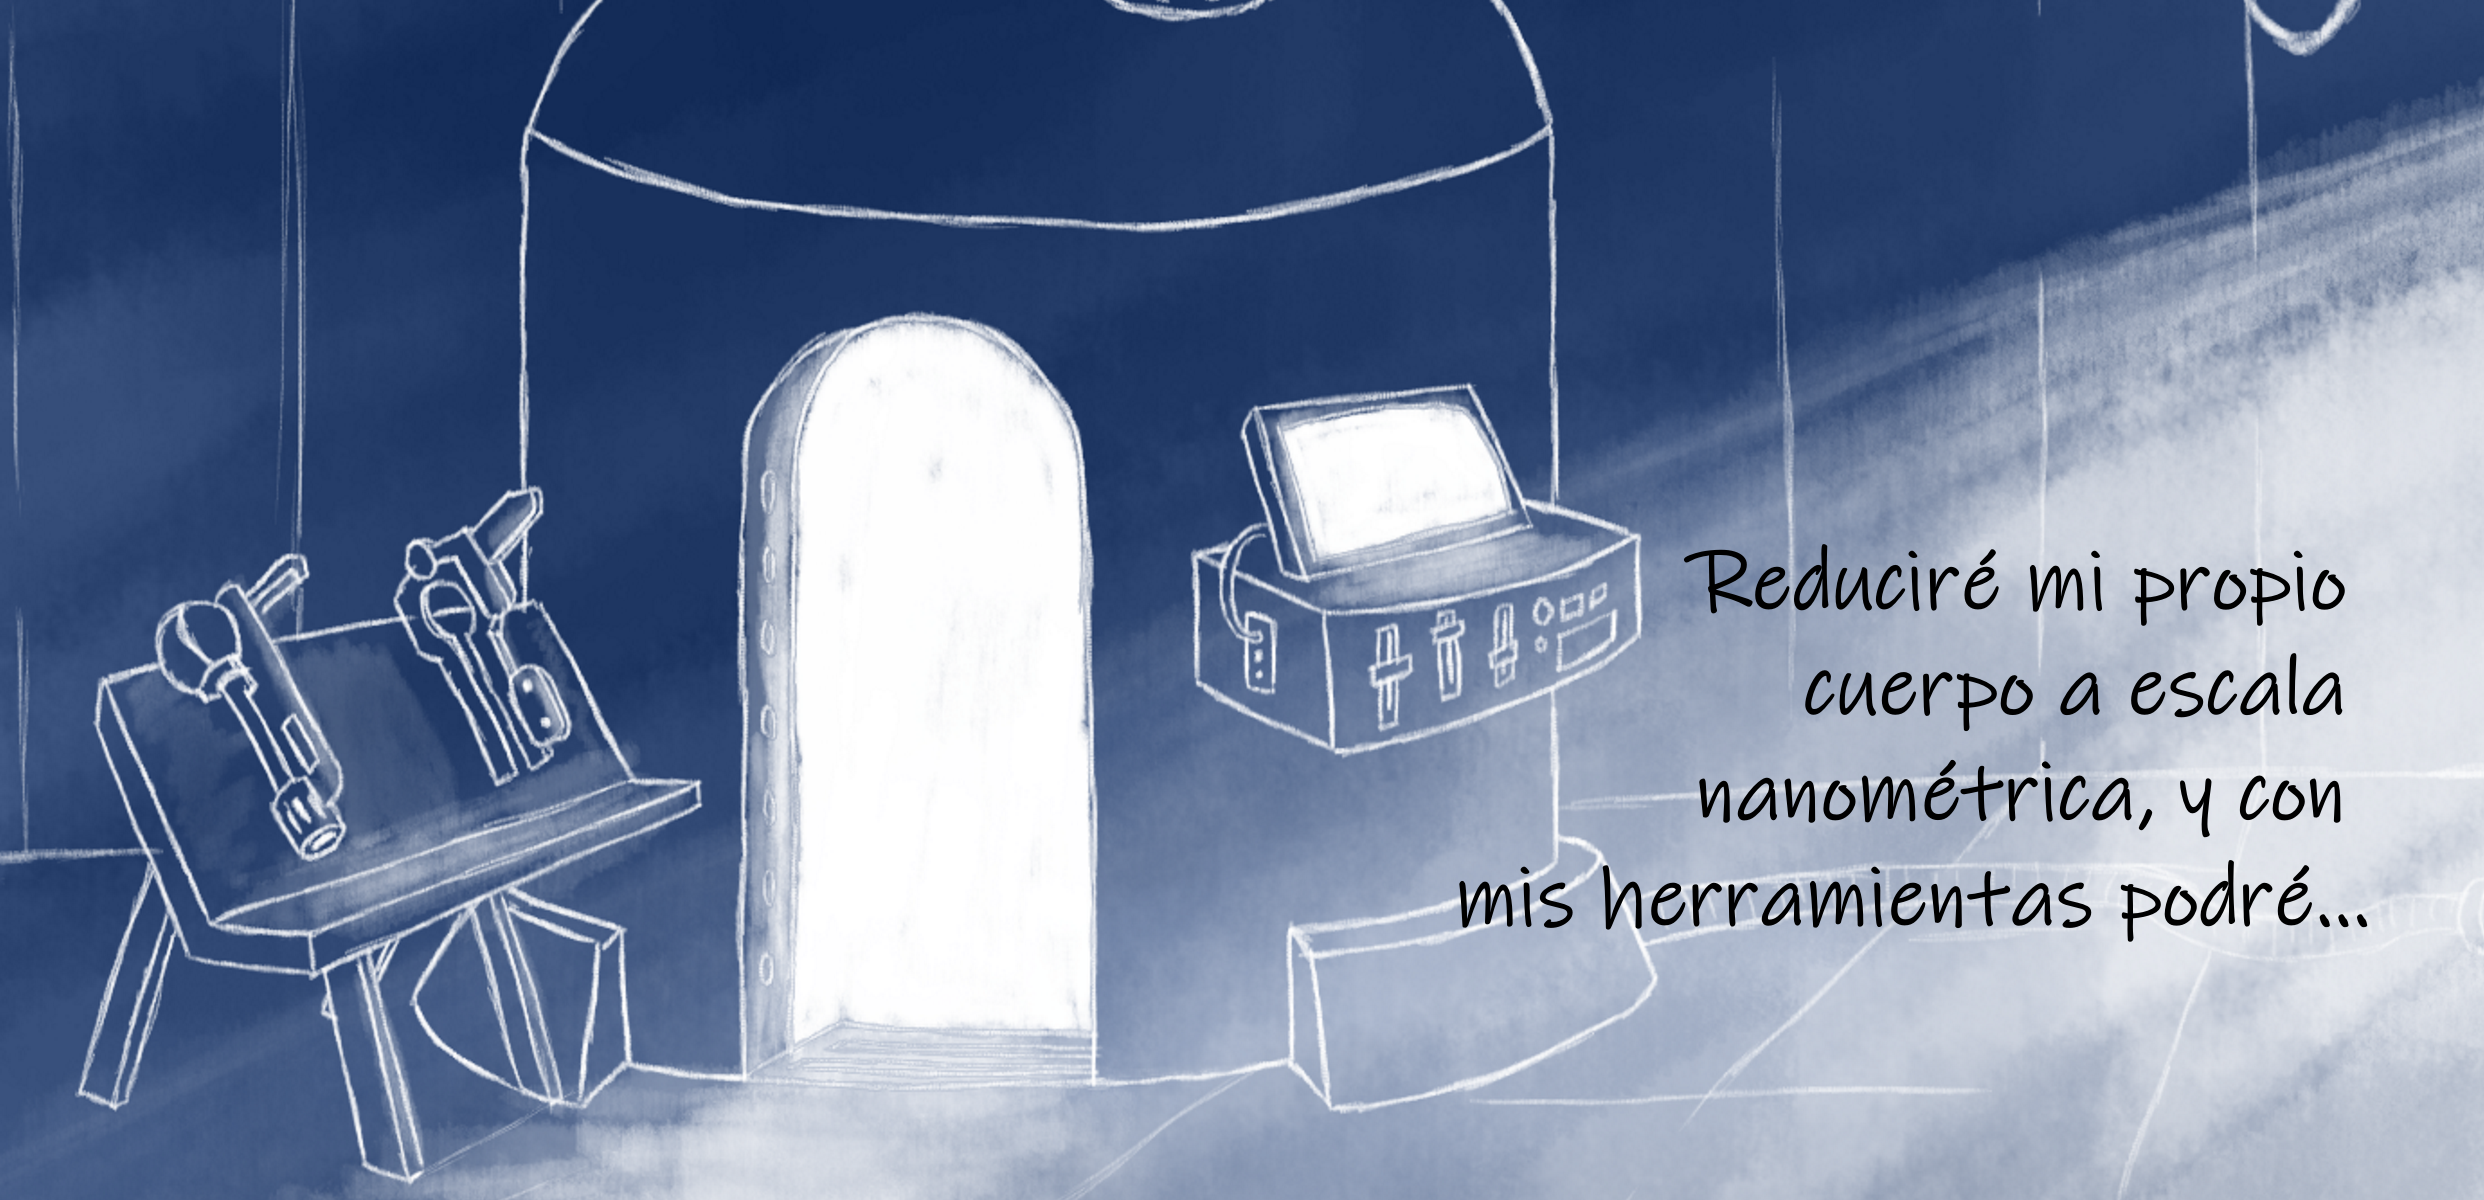 Reduciré mi propio
cuerpo a escala
nanométrica, y con
mis herramientas podré...